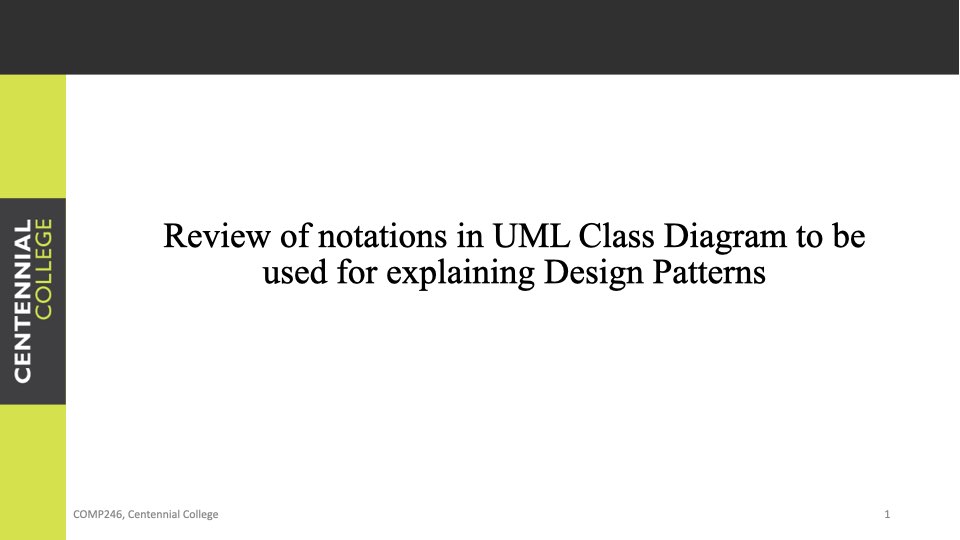 CENTENNIAL
COLLEGE
Review of notations in UML Class Diagram to be
used for explaining Design Patterns
COMP246, Centennial College
1